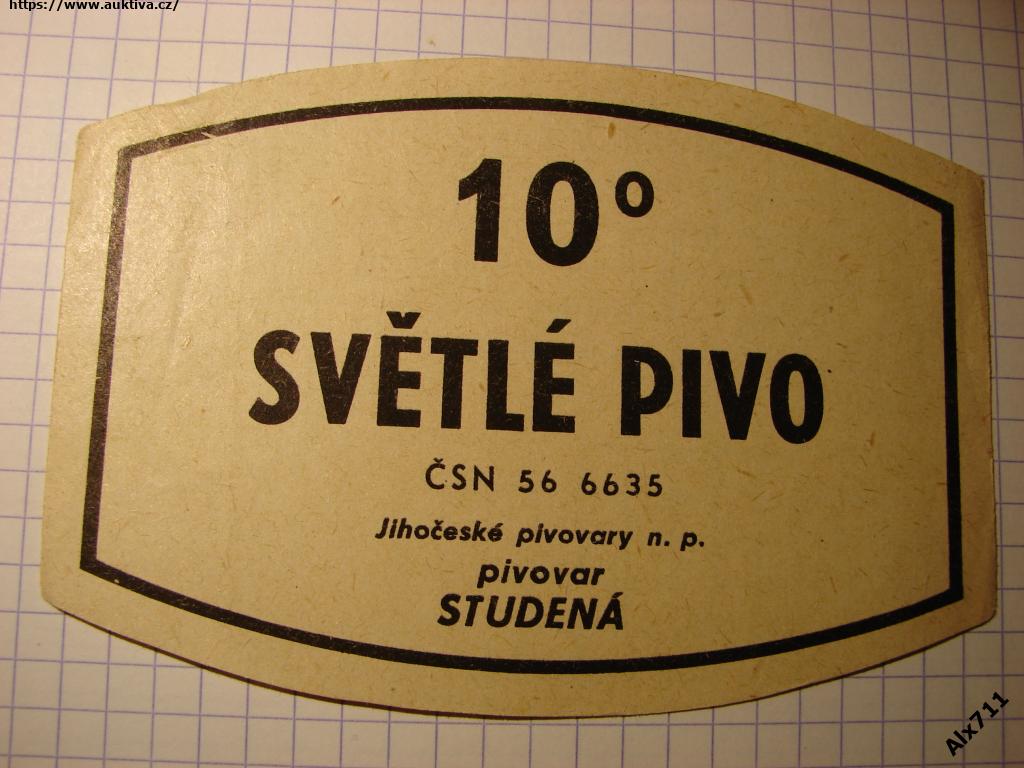 https://www.auktiva.cz/
10°
SVĚTLÉ PIVO
ČSN 56 6635
Jihočeské pivovary n. p.
pivovar
STUDENÁ
Alx711